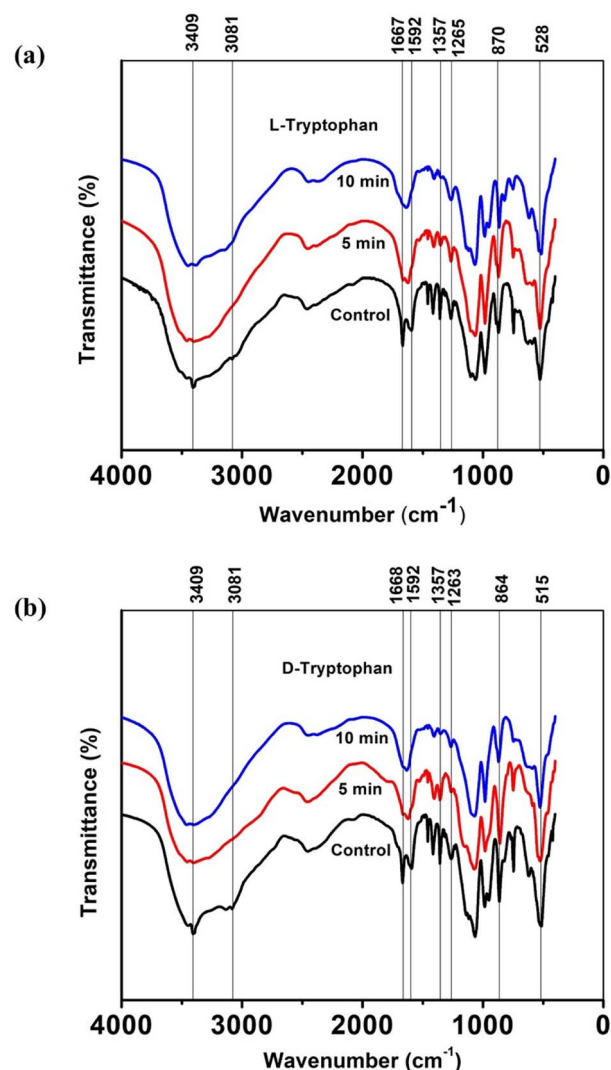 (a)
3409 3081 1667 1592 1357 1265 870 528
L-Tryptophan
10 min
5 min
Control
Transmittance (%)
4000 3000 2000 1000 0
Wavenumber (cm-1)
(b)
3409 3081 1668 1592 1357 1263 864 515
D-Tryptophan
10 min
5 min
Control
Transmittance (%)
4000 3000 2000 1000 0
Wavenumber (cm-1)